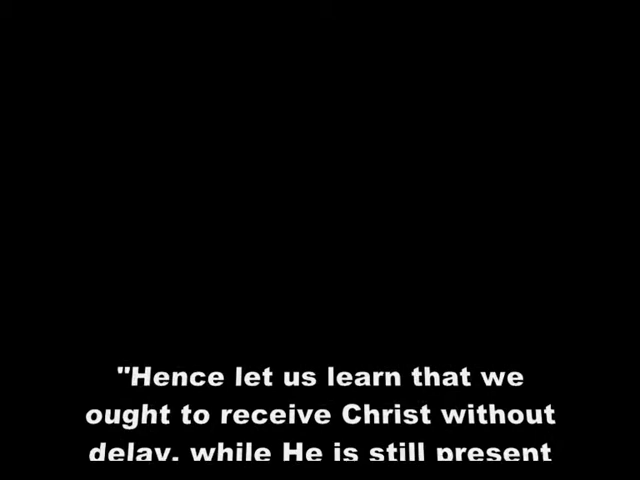 "Hence let us learn that we
ought to receive Christ without
delay, while He is still present